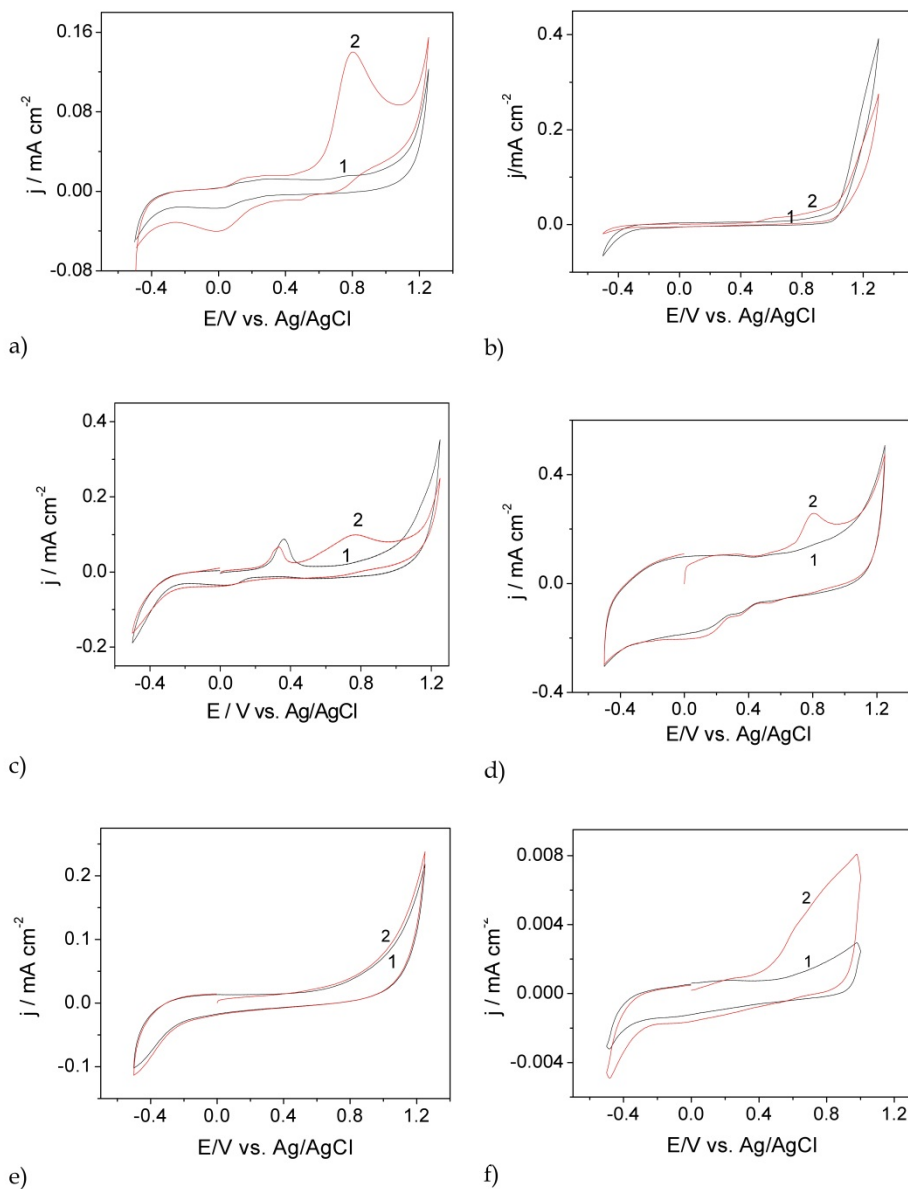 0.16
2
0.08
1
0.00
-0.08
-0.4 0.0 0.4 0.8 1.2
j / mA cm-2
E/V vs. Ag/AgCl
a)
0.4
0.2
2
1
0.0
-0.4 0.0 0.4 0.8 1.2
j/mA cm-2
E/V vs. Ag/AgCl
b)
0.4
0.2
2
1
0.0
-0.2
-0.4 0.0 0.4 0.8 1.2
j / mA cm-2
E / V vs. Ag/AgCl
c)
0.4
2
1
0.0
-0.4
-0.4 0.0 0.4 0.8 1.2
j / mA cm-2
E/V vs. Ag/AgCl
d)
0.2
0.1
2
1
0.0
-0.1
-0.4 0.0 0.4 0.8 1.2
j / mA cm-2
E/V vs. Ag/AgCl
e)
0.008
2
0.004
1
0.000
-0.004
-0.4 0.0 0.4 0.8 1.2
j / mA cm-2
E/V vs. Ag/AgCl
f)